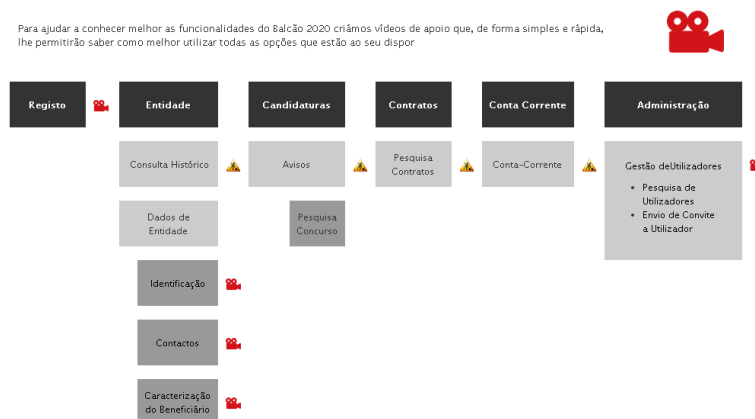 Para ajudar a conhecer melhor as funcionalidades do Balcão 2020 criámos vídeos de apoio que, de forma simples e rápida,
lhe permitirão saber como melhor utilizar todas as opções que estão ao seu dispor
Registo
Entidade
Candidaturas
Contratos
Conta Corrente
Administração
Consulta Histórico
Avisos
Pesquisa
Contratos
Conta-Corrente
Gestão deUtilizadores
Pesquisa de
Utilizadores
Envio de Convite
a Utilizador
Dados de
Entidade
Pesquisa
Concurso
Identificação
Contactos
Caracterização
do Beneficiário